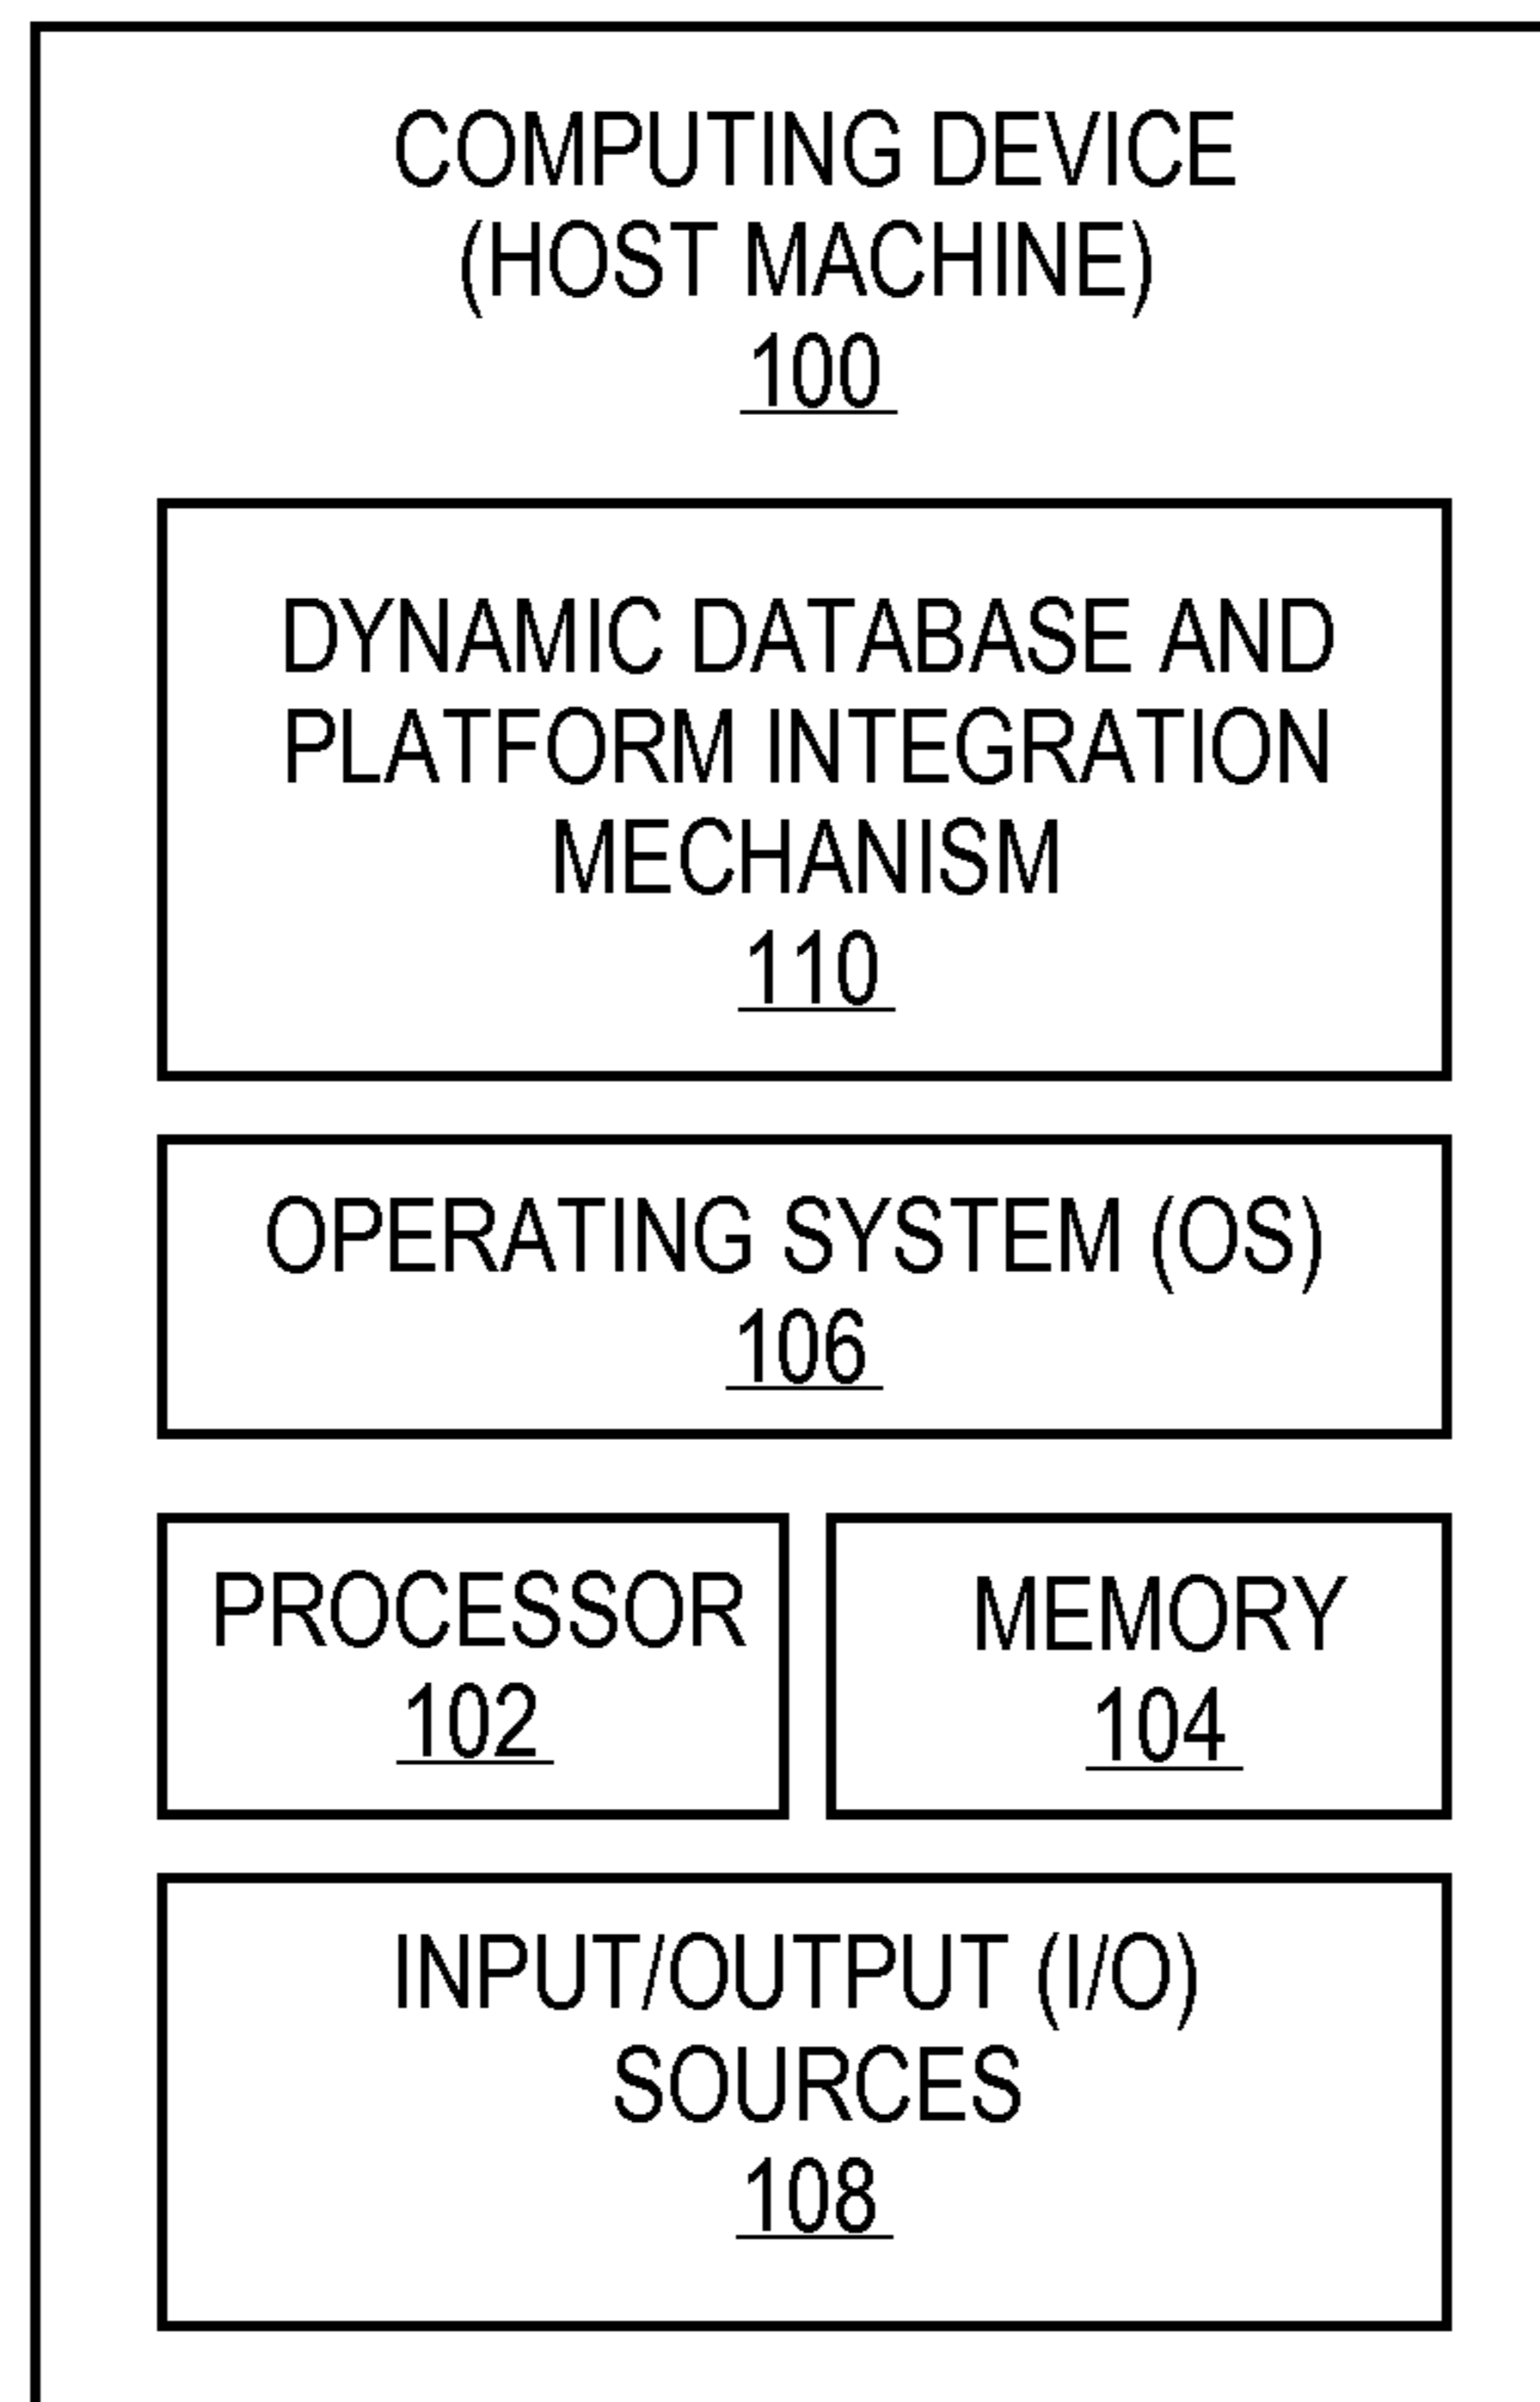 COMPUTING DEVICE
(HOST MACHINE)
100
DYNAMIC DATABASE AND
PLATFORM INTEGRATION
MECHANISM
110
OPERATING SYSTEM (OS)
106
PROCESSOR
102
MEMORY
104
INPUT/OUTPUT (I/O)
SOURCES
108